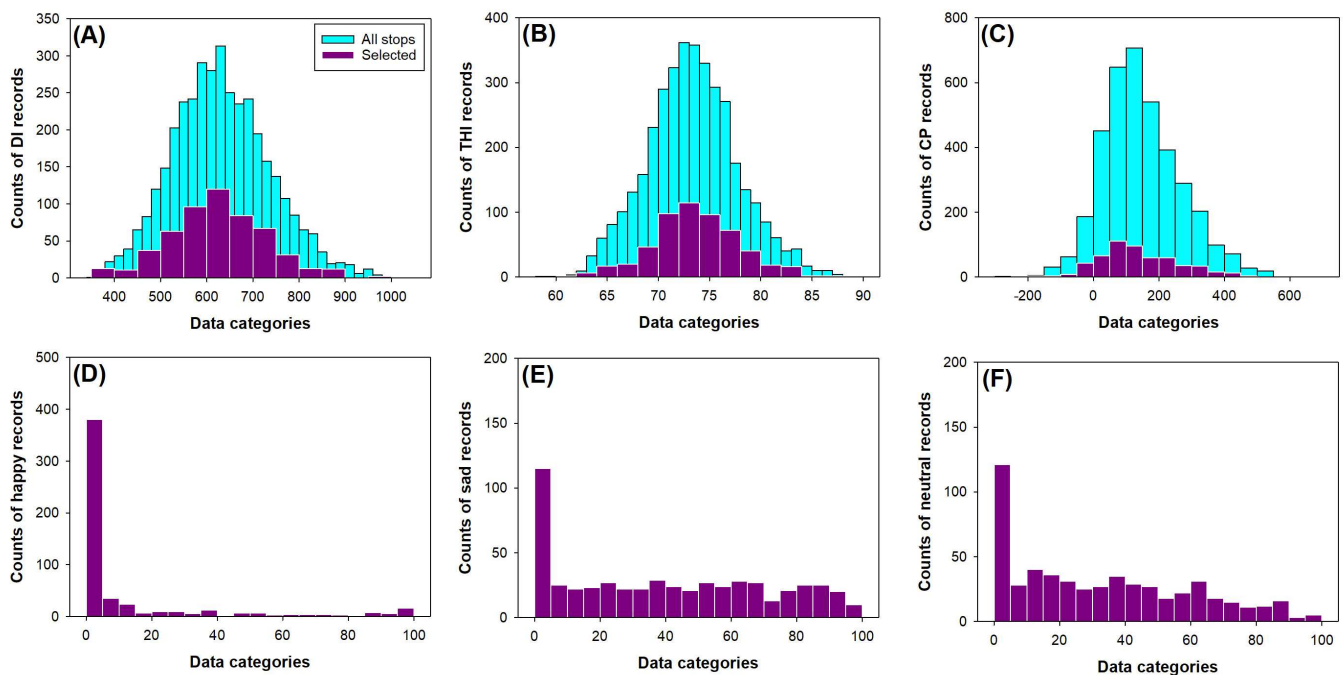 (A)
All stops
Selected
Counts of DI records
350
300
250
200
150
100
50
0
400 500 600 700 800 900 1000
Data categories
(B)
Counts of THI records
400
300
200
100
0
60 65 70 75 80 85 90
Data categories
(C)
Counts of CP records
800
600
400
200
0
-200 0 200 400 600
Data categories
(D)
Counts of happy records
500
400
300
200
100
0
0 20 40 60 80 100
Data categories
(E)
Counts of sad records
200
150
100
50
0
0 20 40 60 80 100
Data categories
(F)
Counts of neutral records
200
150
100
50
0
0 20 40 60 80 100
Data categories